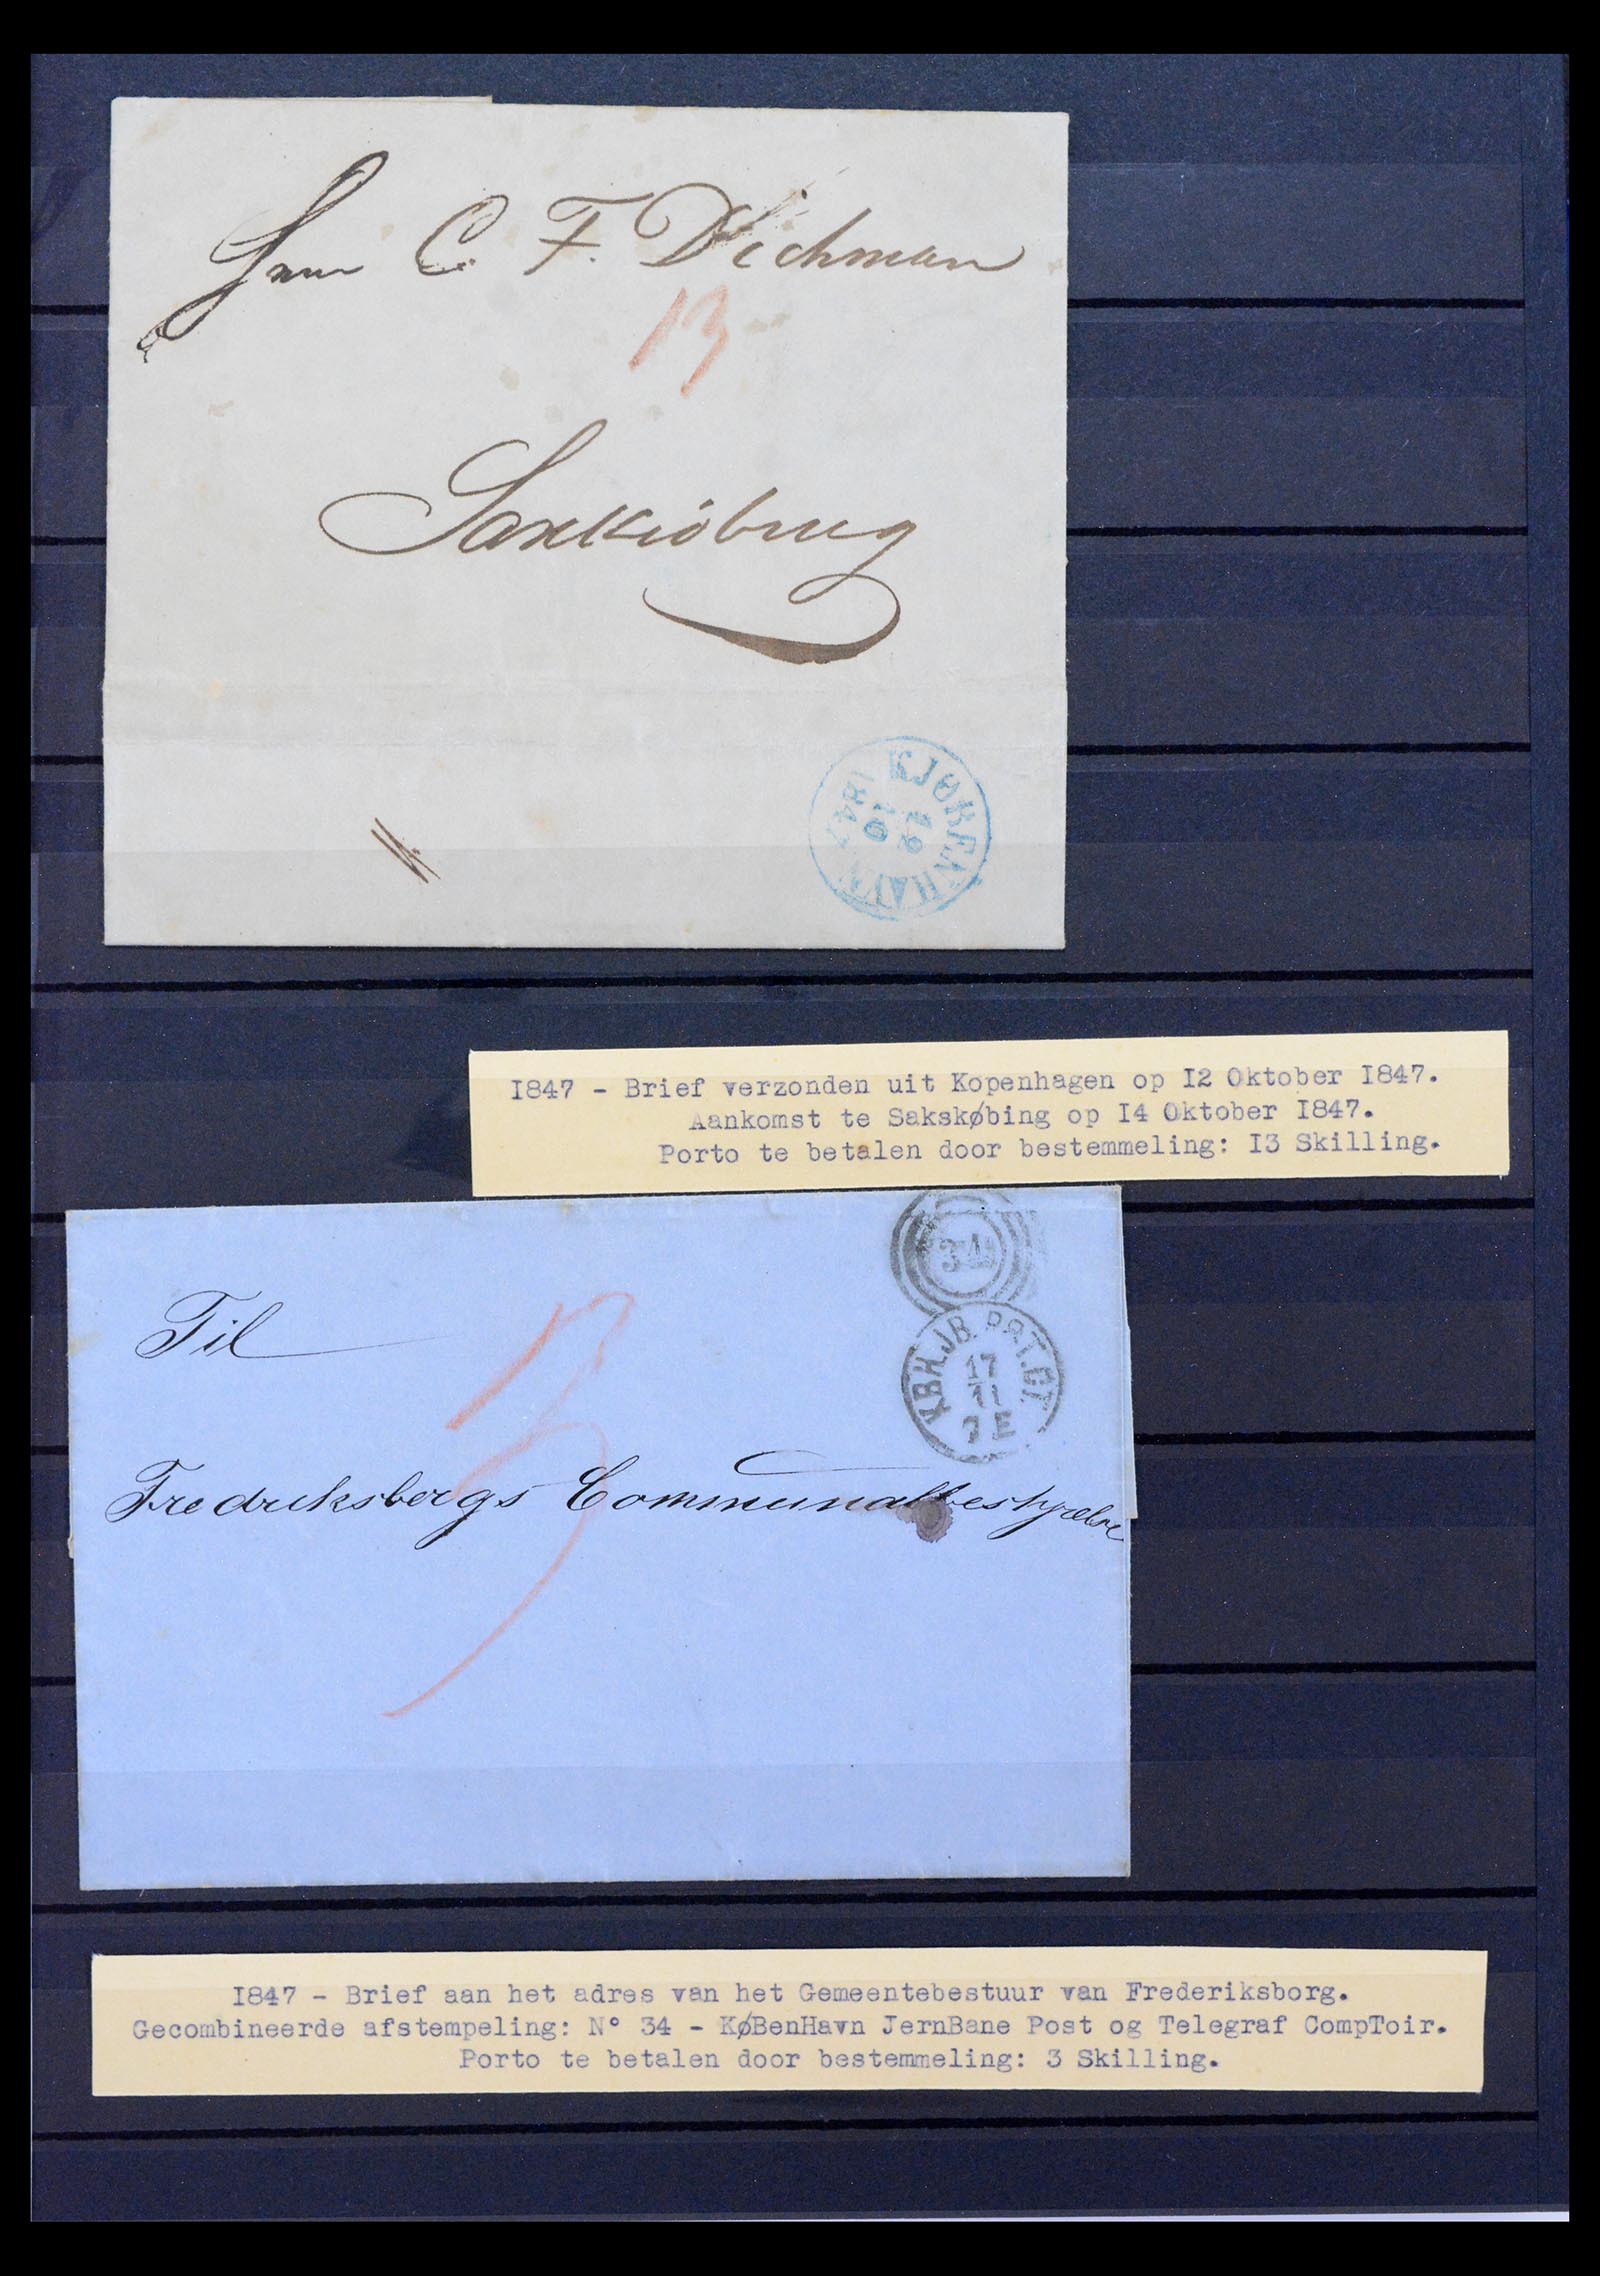 Herr C. F. Dichman
13
Saxkiöbing
KJØBENHAVN 1847
12
10
I847 - Brief verzonden uit Kopenhagen op I2 Oktober I847.
Aankomst te Sakskøbing op I4 Oktober I847.
Porto te betalen door bestemmeling: I3 Skilling.
34
KBH.JB.P&T.CT.
17
11
7 E
Til
3
Fredriksbergs Communalbestyrelse
I847 - Brief aan het adres van het Gemeentebestuur van Frederiksborg.
Gecombineerde afstempeling: N° 34 - KøBenHavn JernBane Post og Telegraf CompToir.
Porto te betalen door bestemmeling: 3 Skilling.